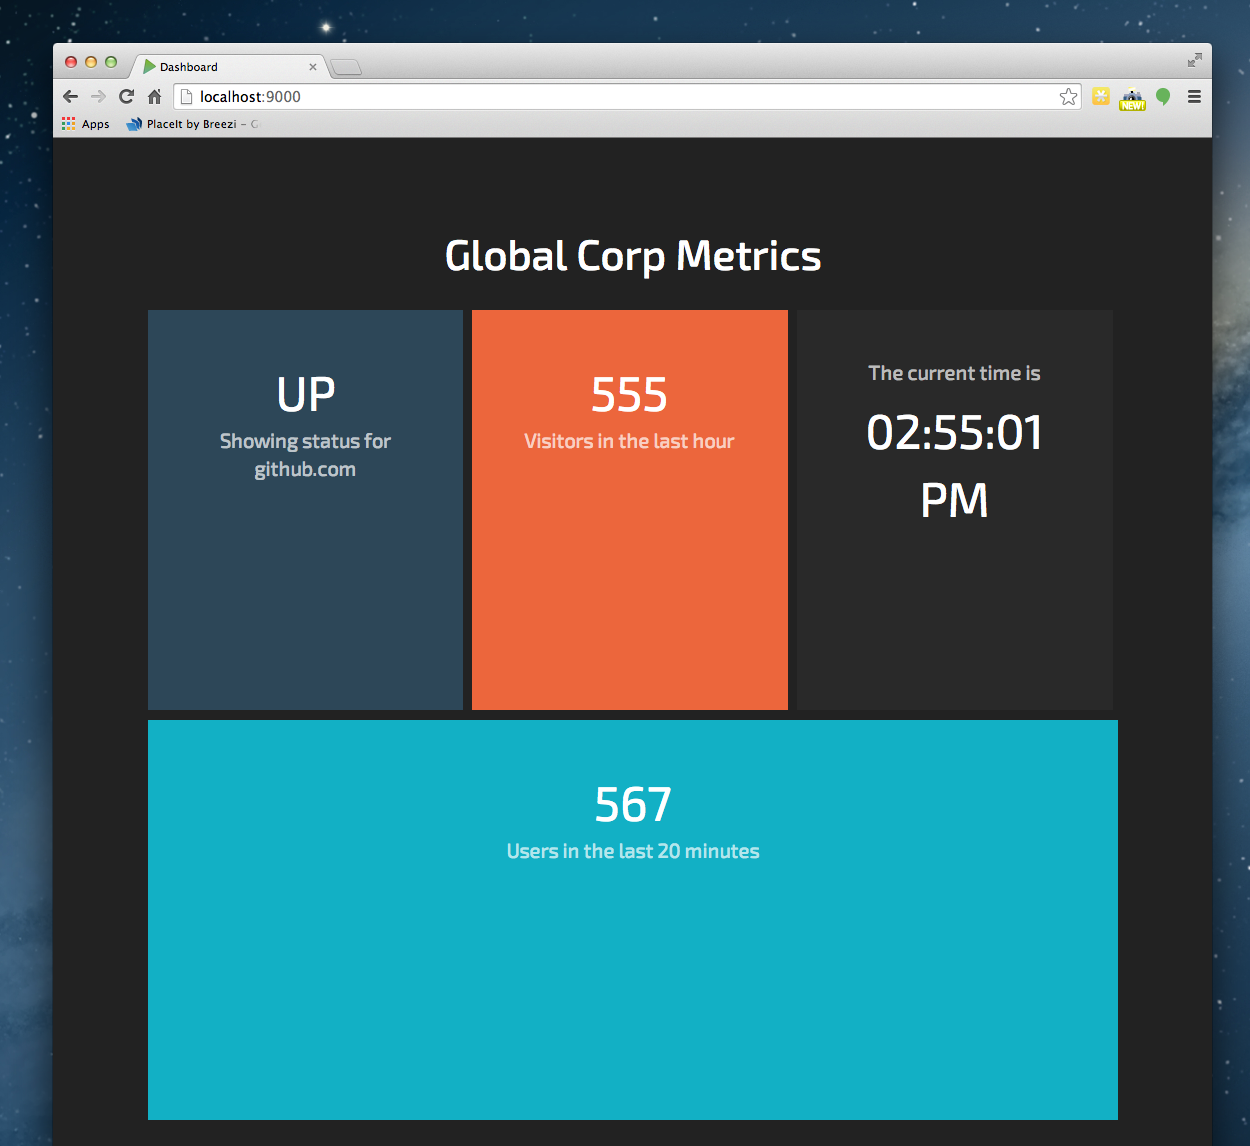 Dashboard
localhost:9000
NEW!
Apps
PlaceIt by Breezi – G
Global Corp Metrics
UP
Showing status for
github.com
555
Visitors in the last hour
The current time is
02:55:01
PM
567
Users in the last 20 minutes